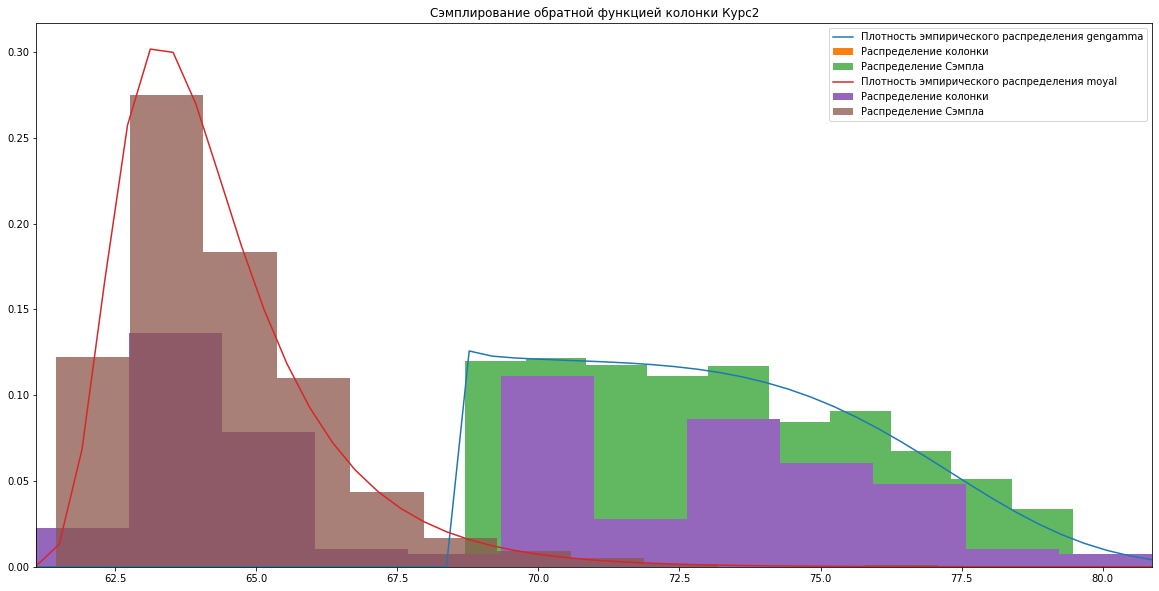 Сэмплирование обратной функцией колонки Курс2
Плотность эмпирического распределения gengamma
Распределение колонки
Распределение Сэмпла
Плотность эмпирического распределения moyal
Распределение колонки
Распределение Сэмпла
0.30
0.25
0.20
0.15
0.10
0.05
0.00
62.5 65.0 67.5 70.0 72.5 75.0 77.5 80.0